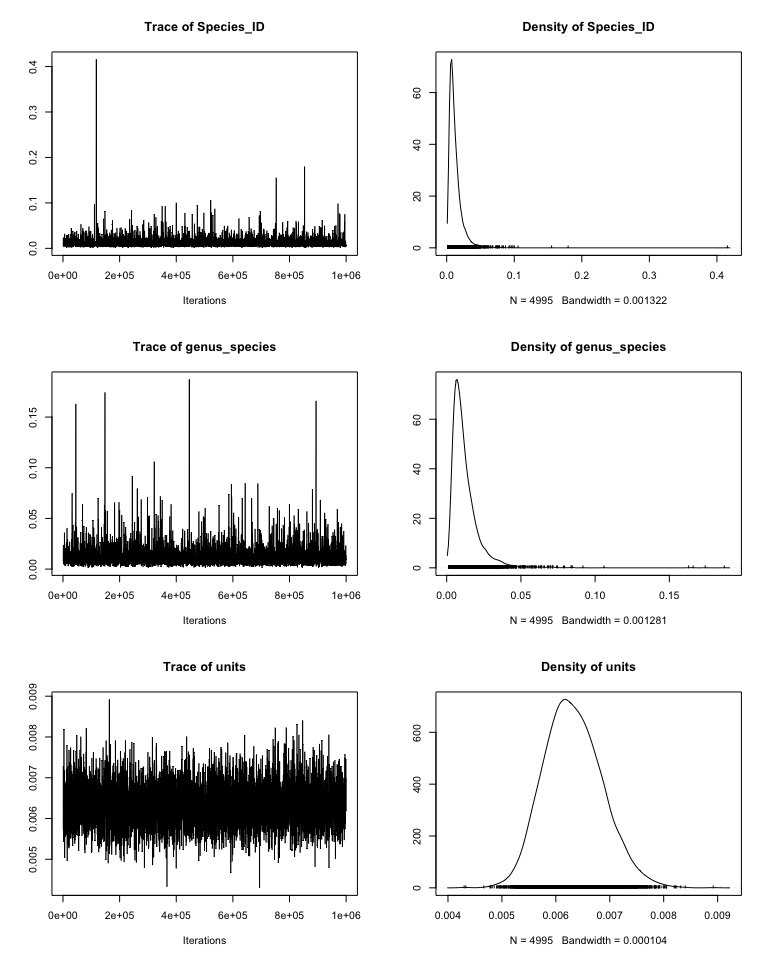 Trace of Species_ID
Density of Species_ID
0.0 0.1 0.2 0.3 0.4
0e+00 2e+05 4e+05 6e+05 8e+05 1e+06
Iterations
0 20 40 60
0.0 0.1 0.2 0.3 0.4
N = 4995 Bandwidth = 0.001322
Trace of genus_species
Density of genus_species
0.00 0.05 0.10 0.15
0e+00 2e+05 4e+05 6e+05 8e+05 1e+06
Iterations
0 20 40 60
0.00 0.05 0.10 0.15
N = 4995 Bandwidth = 0.001281
Trace of units
Density of units
0.005 0.006 0.007 0.008 0.009
0e+00 2e+05 4e+05 6e+05 8e+05 1e+06
Iterations
0 200 400 600
0.004 0.005 0.006 0.007 0.008 0.009
N = 4995 Bandwidth = 0.000104